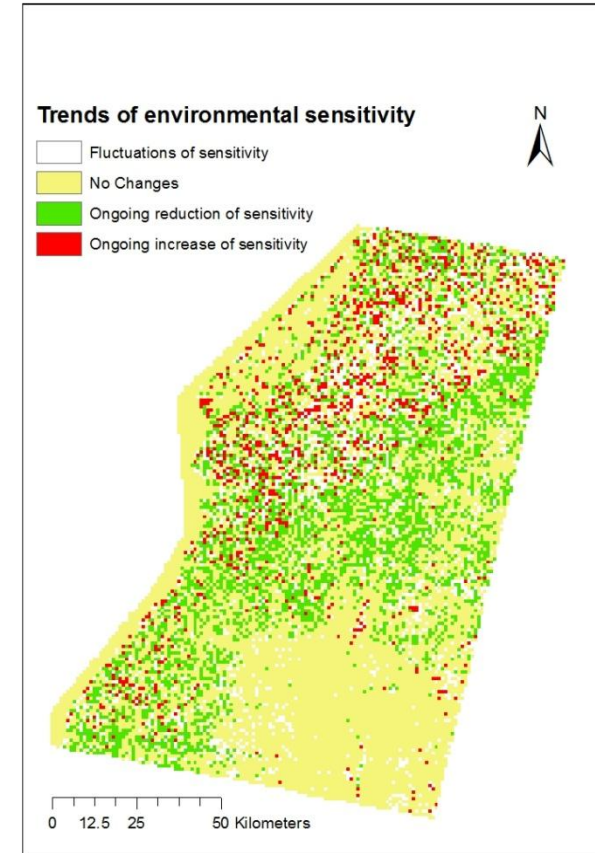 Trends of environmental sensitivity
N
Fluctuations of sensitivity
No Changes
Ongoing reduction of sensitivity
Ongoing increase of sensitivity
0 12.5 25 50 Kilometers